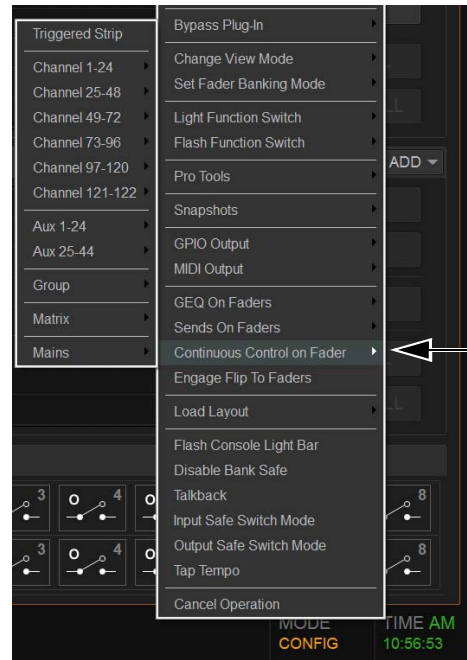 Triggered Strip
Channel 1-24
Channel 25-48
Channel 49-72
Channel 73-96
Channel 97-120
Channel 121-122
Aux 1-24
Aux 25-44
Group
Matrix
Mains
Bypass Plug-In
Change View Mode
Set Fader Banking Mode
Light Function Switch
Flash Function Switch
Pro Tools
Snapshots
GPIO Output
MIDI Output
GEQ On Faders
Sends On Faders
Continuous Control on Fader
Engage Flip To Faders
Load Layout
Flash Console Light Bar
Disable Bank Safe
Talkback
Input Safe Switch Mode
Output Safe Switch Mode
Tap Tempo
Cancel Operation
ADD
3 O 4 O 8
3 O 4 O 8
MODE TIME AM
CONFIG 10:56:53